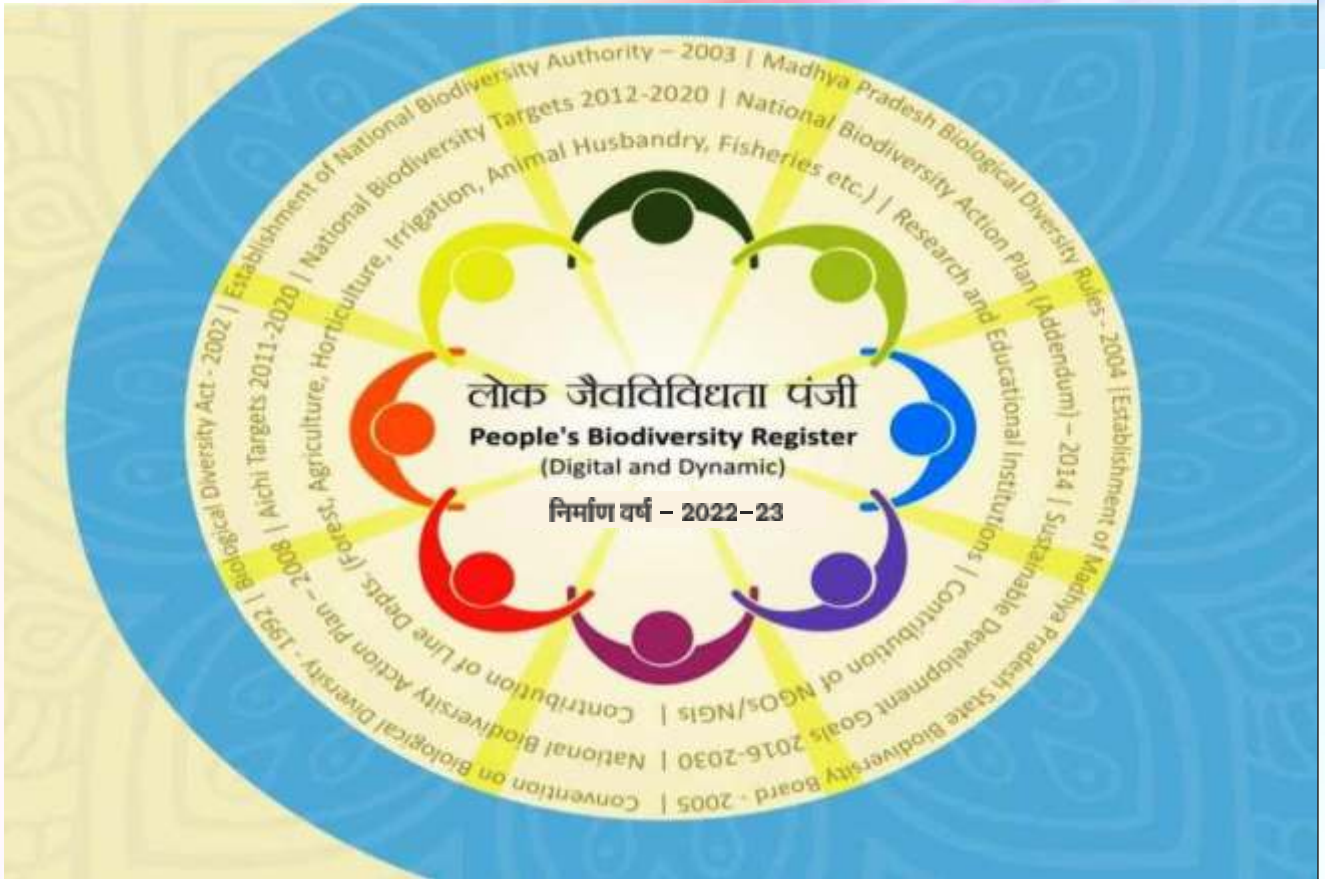 लोक जैवविविधता पंजी
People's Biodiversity Register
(Digital and Dynamic)
निर्माण वर्ष – 2022–23
Convention on Biological Diversity - 1992 | Biological Diversity Act - 2002 | Establishment of National Biodiversity Authority – 2003 | Madhya Pradesh Biological Diversity Rules - 2004 | Establishment of Madhya Pradesh State Biodiversity Board - 2005 |
National Biodiversity Action Plan – 2008 | Aichi Targets 2011-2020 | National Biodiversity Targets 2012-2020 | National Biodiversity Action Plan (Addendum) – 2014 | Sustainable Development Goals 2016-2030 |
Contribution of Line Depts. (Forest, Agriculture, Horticulture, Irrigation, Animal Husbandry, Fisheries etc.) | Research and Educational Institutions | Contribution of NGOs/NGIs |